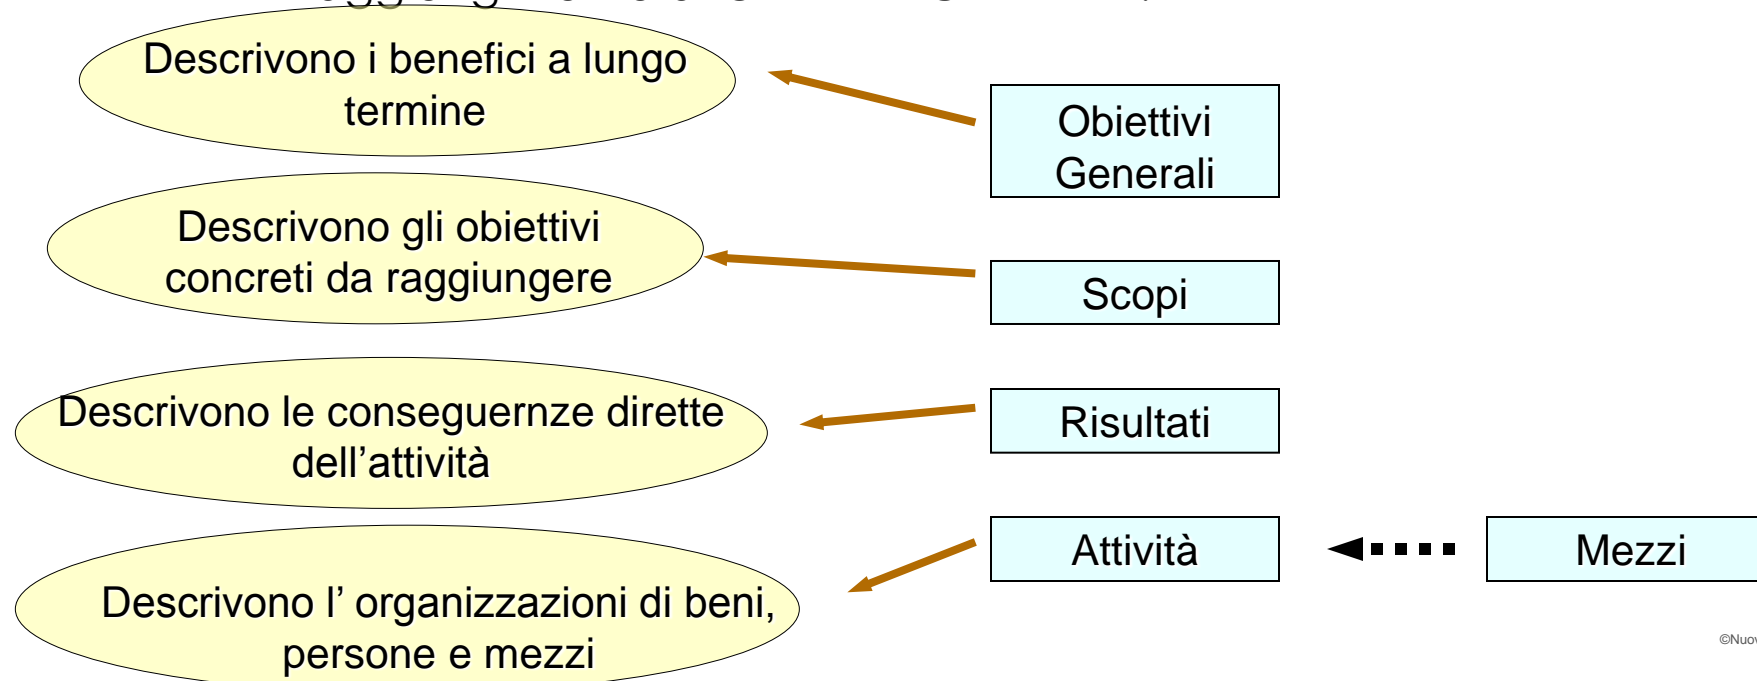 Descrivono i benefici a lungo
termine
Obiettivi
Generali
Descrivono gli obiettivi
concreti da raggiungere
Scopi
Descrivono le conseguernze dirette
dell’attività
Risultati
Attività
Mezzi
Descrivono l’ organizzazioni di beni,
persone e mezzi